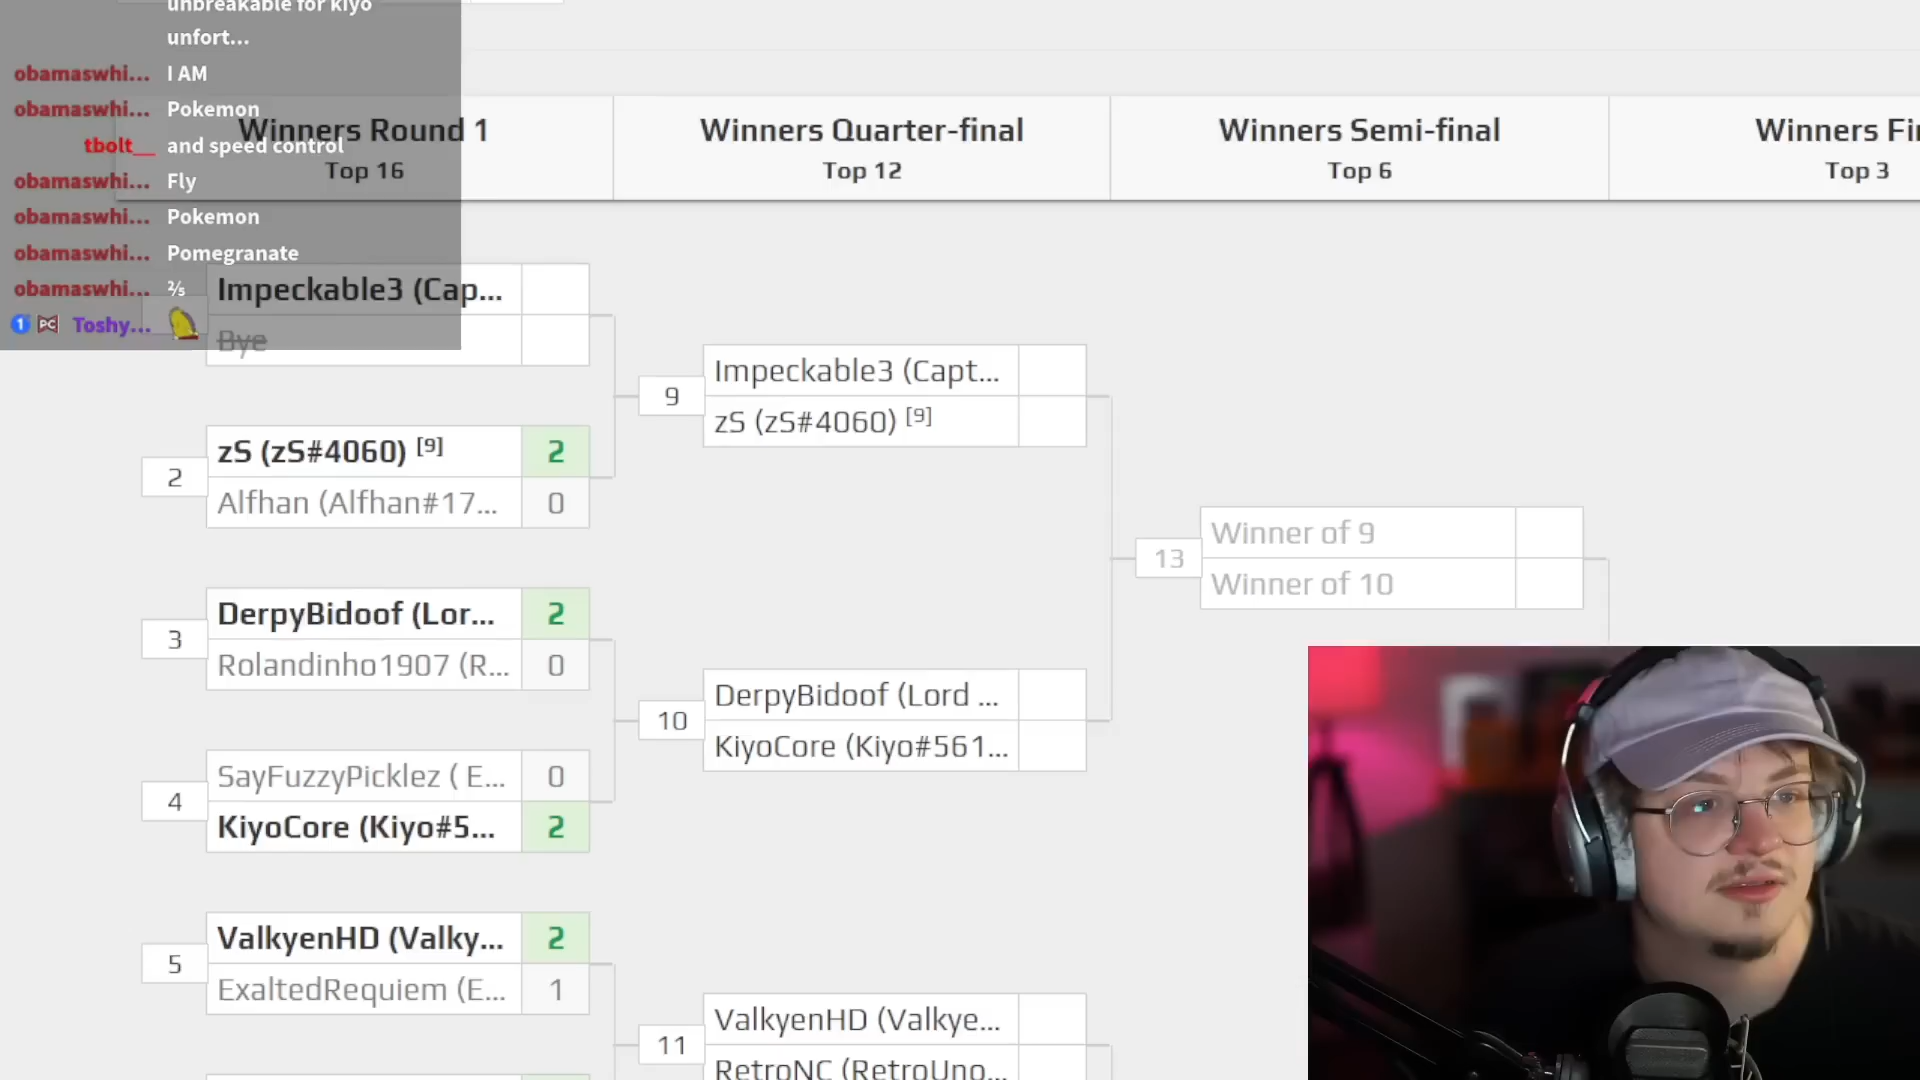 unbreakable for kiyo
unfort...
obamaswhi... I AM
obamaswhi... Pokemon
tbolt__ and speed control
obamaswhi... Fly
obamaswhi... Pokemon
obamaswhi... Pomegranate
obamaswhi... ⅖
1 PC Toshy...
Winners Round 1
Top 16
Winners Quarter-final
Top 12
Winners Semi-final
Top 6
Winners Fi
Top 3
Impeckable3 (Cap...
Bye
2
zS (zS#4060) [9] 2
Alfhan (Alfhan#17... 0
3
DerpyBidoof (Lor... 2
Rolandinho1907 (R... 0
4
SayFuzzyPicklez ( E... 0
KiyoCore (Kiyo#5... 2
5
ValkyenHD (Valky... 2
ExaltedRequiem (E... 1
9
Impeckable3 (Capt...
zS (zS#4060) [9]
10
DerpyBidoof (Lord ...
KiyoCore (Kiyo#561...
11
ValkyenHD (Valkye...
RetroNC (RetroUno...
13
Winner of 9
Winner of 10